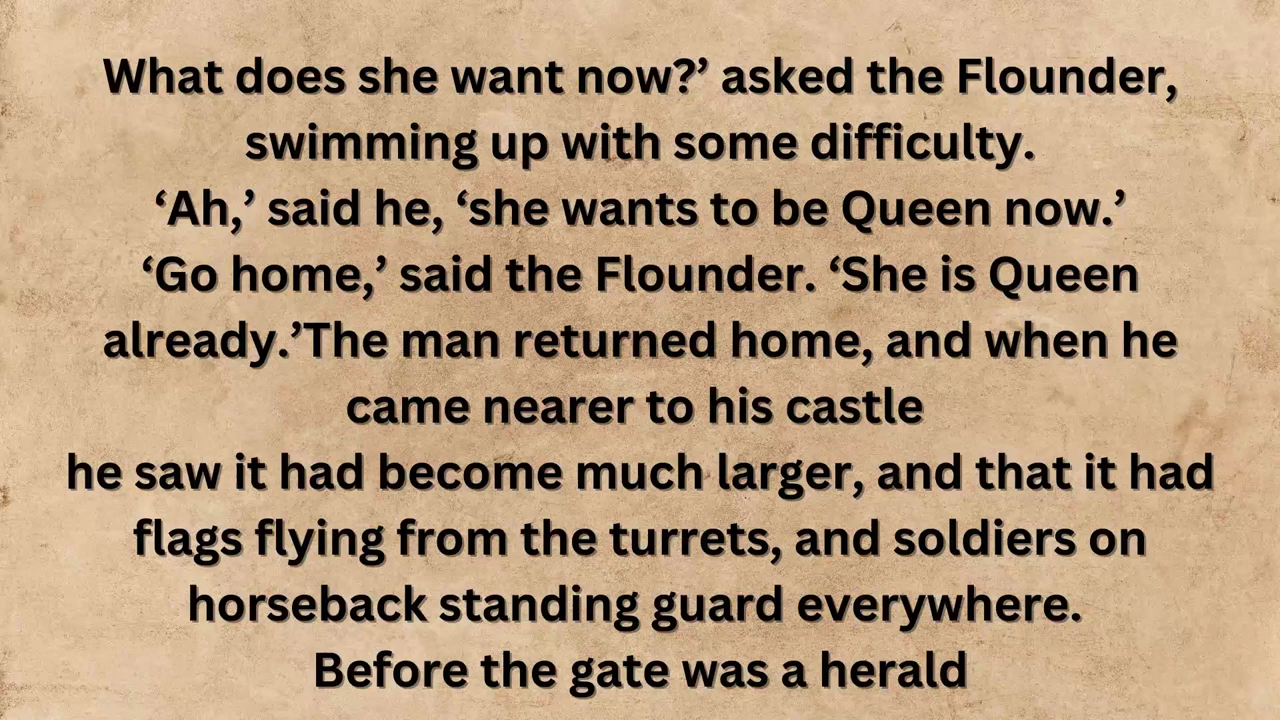 What does she want now?’ asked the Flounder,
swimming up with some difficulty.
‘Ah,’ said he, ‘she wants to be Queen now.’
‘Go home,’ said the Flounder. ‘She is Queen
already.’The man returned home, and when he
came nearer to his castle
he saw it had become much larger, and that it had
flags flying from the turrets, and soldiers on
horseback standing guard everywhere.
Before the gate was a herald